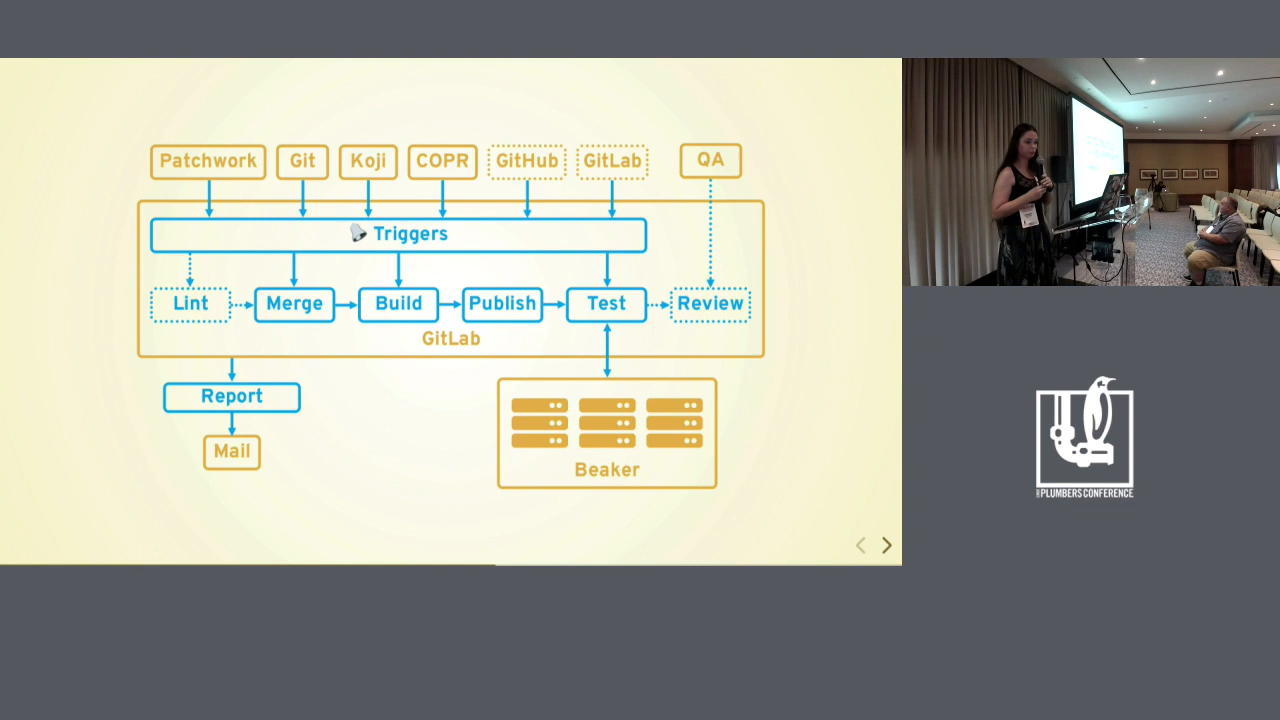 Patchwork Git Koji COPR GitHub GitLab QA
Triggers
Lint Merge Build Publish Test Review
GitLab
Report
Mail
Beaker
PLUMBERS CONFERENCE